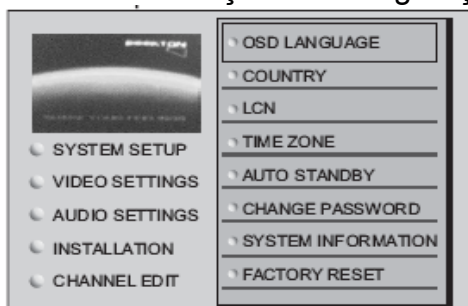 OSD LANGUAGE
COUNTRY
LCN
TIME ZONE
AUTO STANDBY
CHANGE PASSWORD
SYSTEM INFORMATION
FACTORY RESET
SYSTEM SETUP
VIDEO SETTINGS
AUDIO SETTINGS
INSTALLATION
CHANNEL EDIT